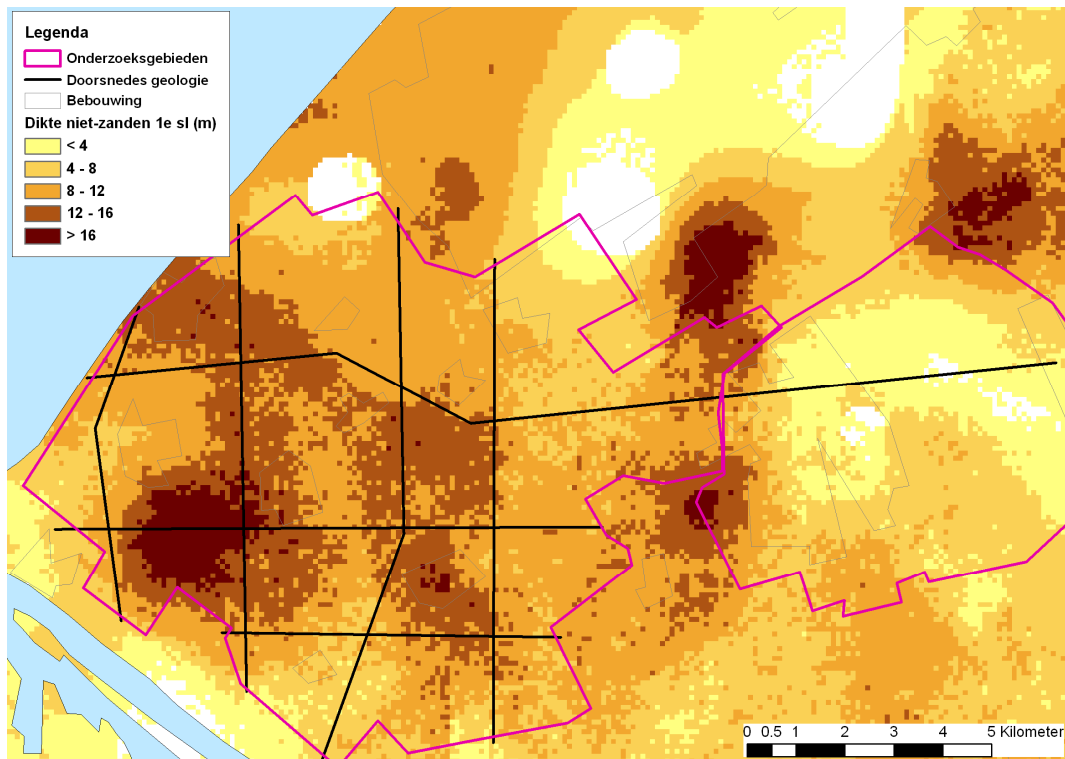 Legenda
Onderzoeksgebieden
Doorsnedes geologie
Bebouwing
Dikte niet-zanden 1e sl (m)
< 4
4 - 8
8 - 12
12 - 16
> 16
0 0.5 1 2 3 4 5 Kilometer